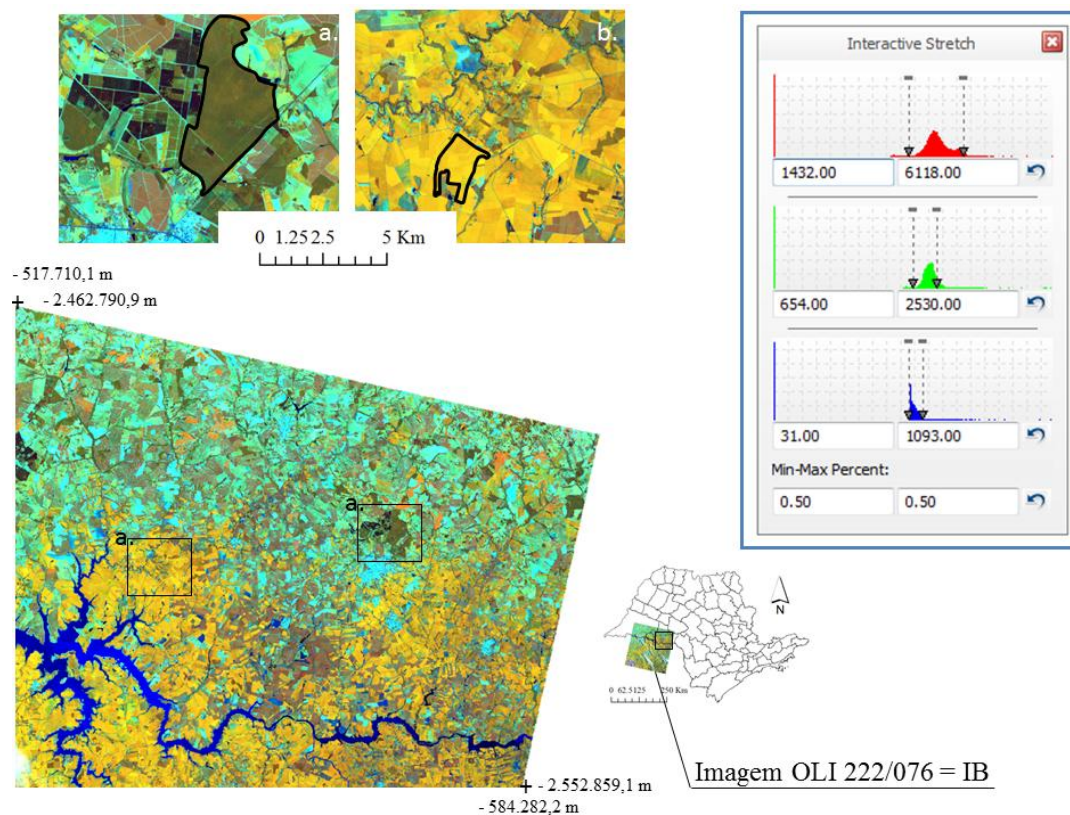 a.
b.
0 1.25 2.5 5 Km
- 517.710,1 m
- 2.462.790,9 m
a.
a.
- 2.552.859,1 m
- 584.282,2 m
Interactive Stretch
1432.00 6118.00
654.00 2530.00
31.00 1093.00
Min-Max Percent:
0.50 0.50
N
0 62.5125 250 Km
Imagem OLI 222/076 = IB